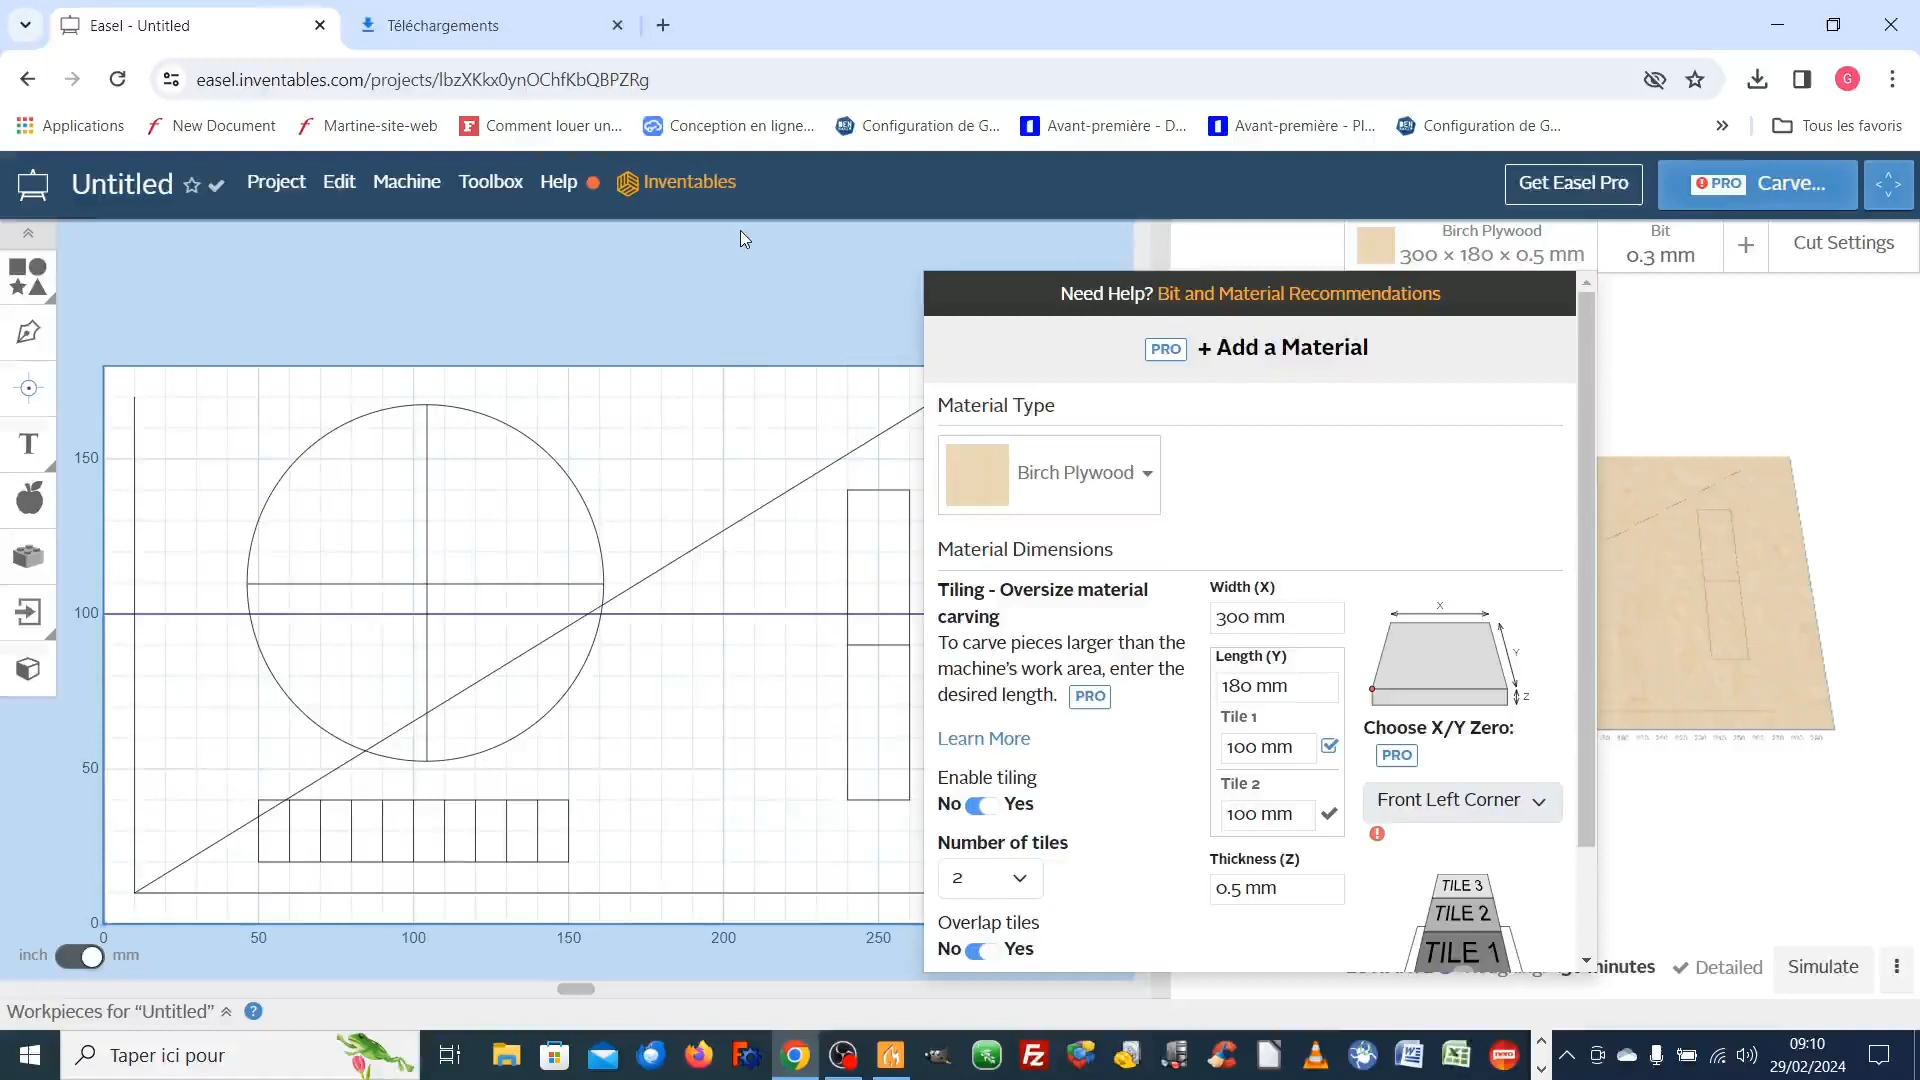 Easel - Untitled
Téléchargements
easel.inventables.com/projects/lbzXKkx0ynOChfKbQBPZRg
G
Applications
New Document
Martine-site-web
Comment louer un...
Conception en ligne...
Configuration de G...
Avant-première - D...
Avant-première - Pl...
Configuration de G...
Tous les favoris
Untitled
Project
Edit
Machine
Toolbox
Help
Inventables
Get Easel Pro
PRO Carve...
Birch Plywood
300 × 180 × 0.5 mm
Bit
0.3 mm
Cut Settings
Need Help? Bit and Material Recommendations
PRO + Add a Material
Material Type
Birch Plywood
Material Dimensions
Tiling - Oversize material
carving
To carve pieces larger than the
machine's work area, enter the
desired length. PRO
Learn More
Enable tiling
No Yes
Number of tiles
2
Overlap tiles
No Yes
Width (X)
300 mm
Length (Y)
180 mm
Tile 1
100 mm
Tile 2
100 mm
Thickness (Z)
0.5 mm
X
Y
Z
Choose X/Y Zero:
PRO
Front Left Corner
TILE 3
TILE 2
TILE 1
T
150
100
50
0
0
50
100
150
200
250
inch
mm
minutes
Detailed
Simulate
Workpieces for “Untitled”
?
Taper ici pour
09:10
29/02/2024